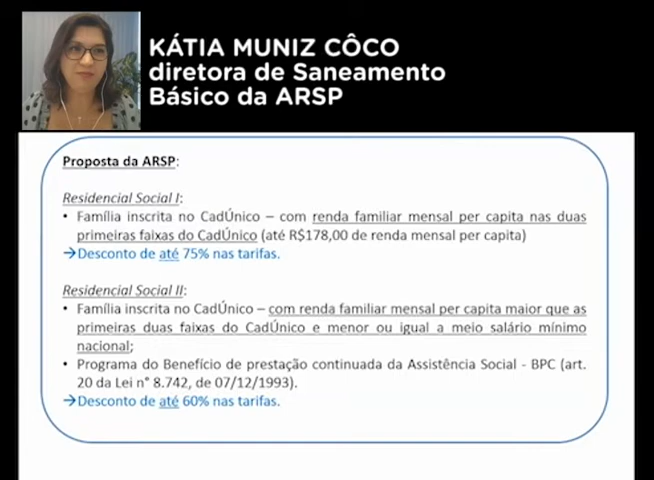 KÁTIA MUNIZ CÔCO
diretora de Saneamento
Básico da ARSP
Proposta da ARSP:
Residencial Social I:
• Família inscrita no CadÚnico – com renda familiar mensal per capita nas duas
primeiras faixas do CadÚnico (até R$178,00 de renda mensal per capita)
→Desconto de até 75% nas tarifas.
Residencial Social II:
• Família inscrita no CadÚnico – com renda familiar mensal per capita maior que as
primeiras duas faixas do CadÚnico e menor ou igual a meio salário mínimo
nacional;
• Programa do Benefício de prestação continuada da Assistência Social - BPC (art.
20 da Lei n° 8.742, de 07/12/1993).
→Desconto de até 60% nas tarifas.